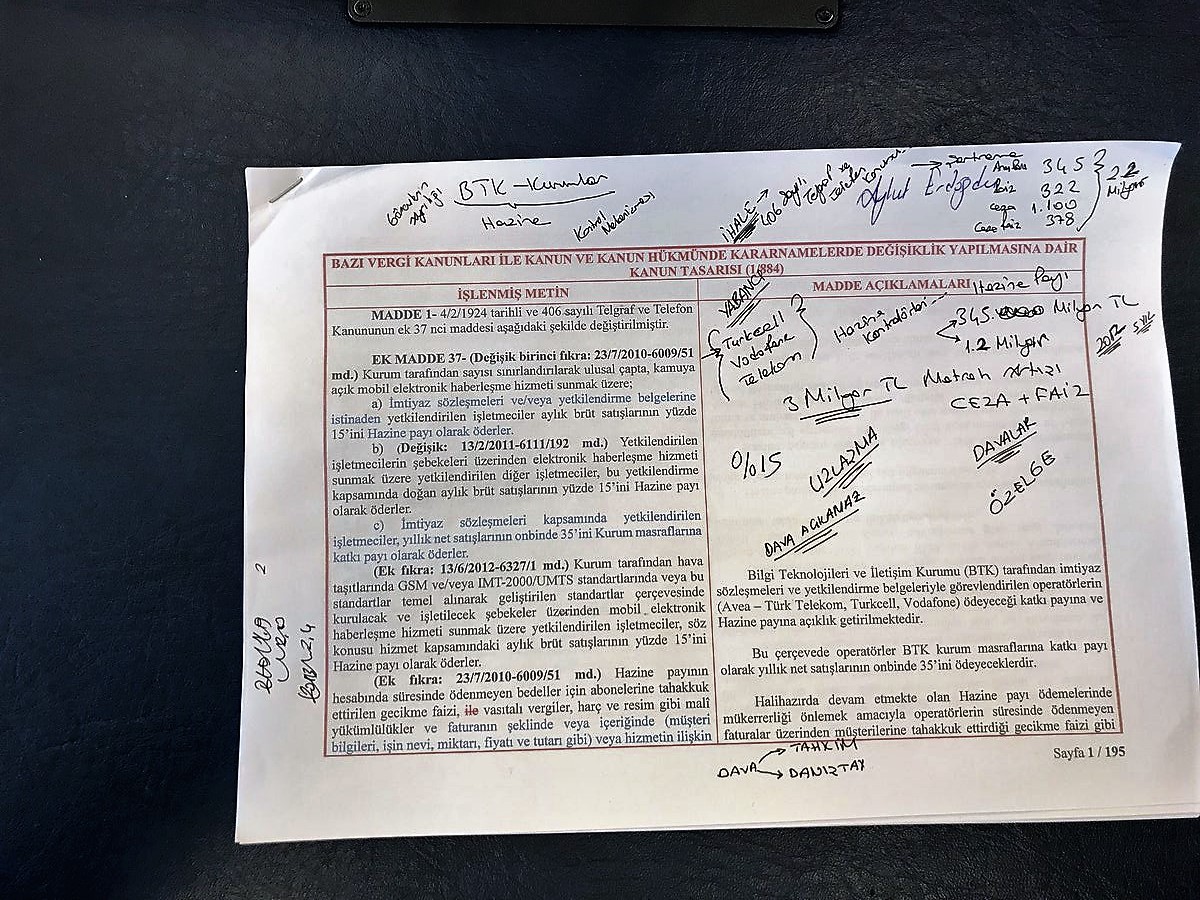 BTK - Kurumlar
Hazine
Kontrol Mekanizması
İHALE → 406 Sayılı Telgraf ve Telefon
Aykut Erdoğdu
345
322
ceza 1.100
Ceza faiz 378
2.2 Milyar
BAZI VERGİ KANUNLARI İLE KANUN VE KANUN HÜKMÜNDE KARARNAMELERDE DEĞİŞİKLİK YAPILMASINA DAİR
KANUN TASARISI (1/884)
İŞLENMİŞ METİN
MADDE 1- 4/2/1924 tarihli ve 406 sayılı Telgraf ve Telefon
Kanununun ek 37 nci maddesi aşağıdaki şekilde değiştirilmiştir.
EK MADDE 37- (Değişik birinci fıkra: 23/7/2010-6009/51
md.) Kurum tarafından sayısı sınırlandırılarak ulusal çapta, kamuya
açık mobil elektronik haberleşme hizmeti sunmak üzere;
a) İmtiyaz sözleşmeleri ve/veya yetkilendirme belgelerine
istinaden yetkilendirilen işletmeciler aylık brüt satışlarının yüzde
15'ini Hazine payı olarak öderler.
b) (Değişik: 13/2/2011-6111/192 md.) Yetkilendirilen
işletmecilerin şebekeleri üzerinden elektronik haberleşme hizmeti
sunmak üzere yetkilendirilen diğer işletmeciler, bu yetkilendirme
kapsamında doğan aylık brüt satışlarının yüzde 15'ini Hazine payı
olarak öderler.
c) İmtiyaz sözleşmeleri kapsamında yetkilendirilen
işletmeciler, yıllık net satışlarının onbinde 35'ini Kurum masraflarına
katkı payı olarak öderler.
(Ek fıkra: 13/6/2012-6327/1 md.) Kurum tarafından hava
taşıtlarında GSM ve/veya IMT-2000/UMTS standartlarında veya bu
standartlar temel alınarak geliştirilen standartlar çerçevesinde
kurulacak ve işletilecek şebekeler üzerinden mobil elektronik
haberleşme hizmeti sunmak üzere yetkilendirilen işletmeciler, söz
konusu hizmet kapsamındaki aylık brüt satışlarının yüzde 15'ini
Hazine payı olarak öderler.
(Ek fıkra: 23/7/2010-6009/51 md.) Hazine payının
hesabında süresinde ödenmeyen bedeller için abonelerine tahakkuk
ettirilen gecikme faizi, ile vasıtalı vergiler, harç ve resim gibi malî
yükümlülükler ve faturanın şeklinde veya içeriğinde (müşteri
bilgileri, işin nevi, miktarı, fiyatı ve tutarı gibi) veya hizmetin ilişkin
MADDE AÇIKLAMALARI
YABANCI
Turkcell
Vodafone
Telekom
Hazine Kontrolörleri
Hazine Payı
345 Milyon TL
1.2 Milyar
2012 5 YIL
3 Milyar TL Matrah Artışı
CEZA + FAİZ
%15
UZLAŞMA
DAVALAR
ÖZELGE
DAVA AÇILAMAZ
Bilgi Teknolojileri ve İletişim Kurumu (BTK) tarafından imtiyaz
sözleşmeleri ve yetkilendirme belgeleriyle görevlendirilen operatörlerin
(Avea – Türk Telekom, Turkcell, Vodafone) ödeyeceği katkı payına ve
Hazine payına açıklık getirilmektedir.
Bu çerçevede operatörler BTK kurum masraflarına katkı payı
olarak yıllık net satışlarının onbinde 35'ini ödeyeceklerdir.
Halihazırda devam etmekte olan Hazine payı ödemelerinde
mükerrerliği önlemek amacıyla operatörlerin süresinde ödenmeyen
faturalar üzerinden müşterilerine tahakkuk ettirdiği gecikme faizi gibi
Sayfa 1 / 195
DAVA → TAHKİM
→ DANIŞTAY